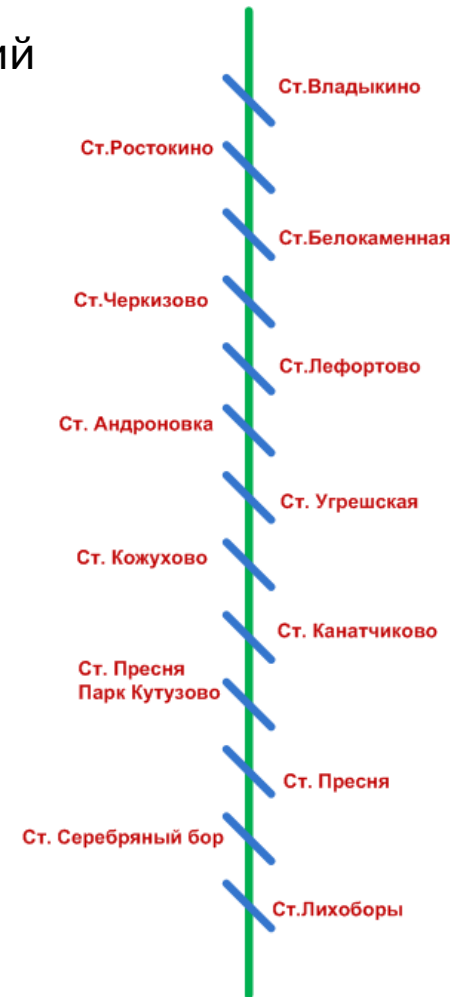 ий
Ст.Владыкино
Ст.Ростокино
Ст.Белокаменная
Ст.Черкизово
Ст.Лефортово
Ст. Андроновка
Ст. Угрешская
Ст. Кожухово
Ст. Канатчиково
Ст. Пресня
Парк Кутузово
Ст. Пресня
Ст. Серебряный бор
Ст.Лихоборы